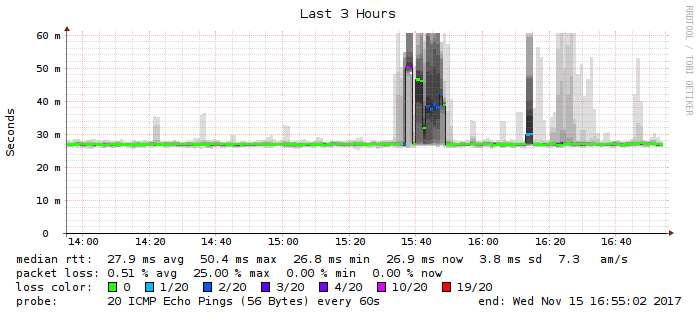 Last 3 Hours
RRDTOOL / TOBI OETIKER
Seconds
60 m
50 m
40 m
30 m
20 m
10 m
0
14:00 14:20 14:40 15:00 15:20 15:40 16:00 16:20 16:40
median rtt: 27.9 ms avg 50.4 ms max 26.8 ms min 26.9 ms now 3.8 ms sd 7.3 am/s
packet loss: 0.51 % avg 25.00 % max 0.00 % min 0.00 % now
loss color: 0 1/20 2/20 3/20 4/20 10/20 19/20
probe: 20 ICMP Echo Pings (56 Bytes) every 60s end: Wed Nov 15 16:55:02 2017